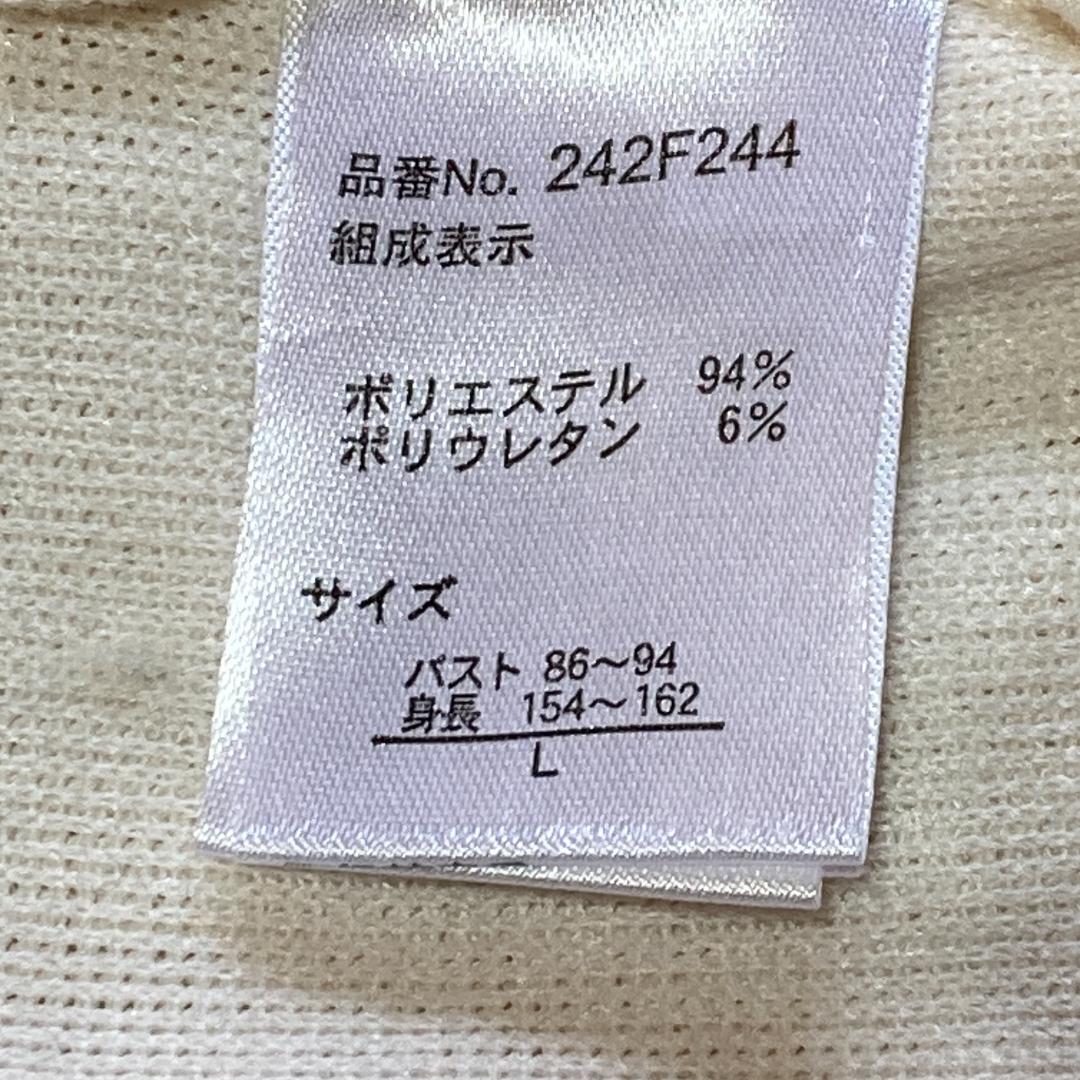 品番No. 242F244
組成表示
ポリエステル 94%
ポリウレタン 6%
サイズ
バスト 86〜94
身長 154〜162
L